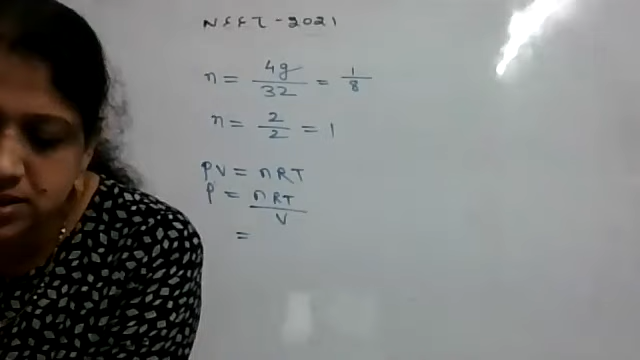 NEET - 2021
n = 4g/32 = 1/8
n = 2/2 = 1
PV = nRT
P = nRT/V
=